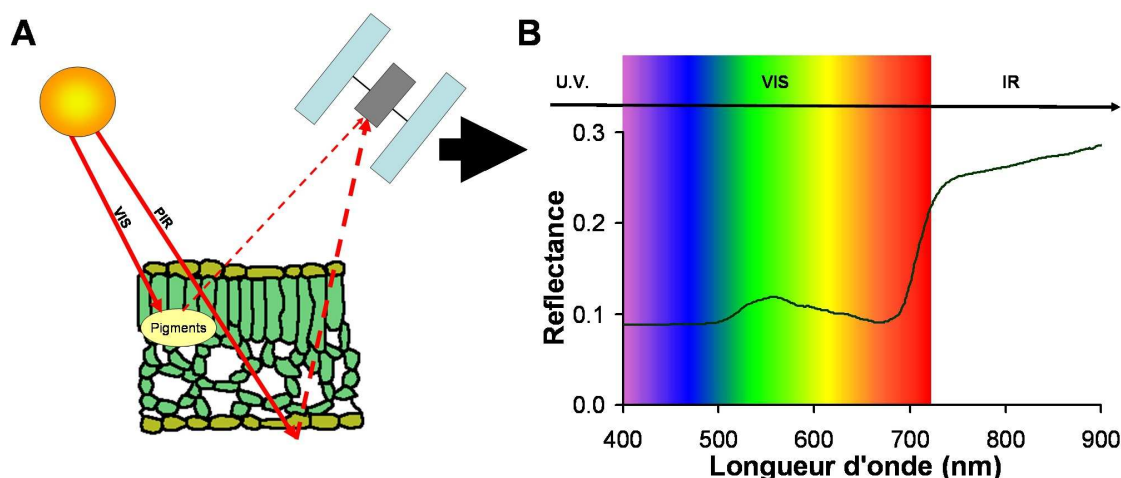 A
VIS
PIR
Pigments
B
U.V.
VIS
IR
Reflectance
0.3
0.2
0.1
0.0
400 500 600 700 800 900
Longueur d'onde (nm)